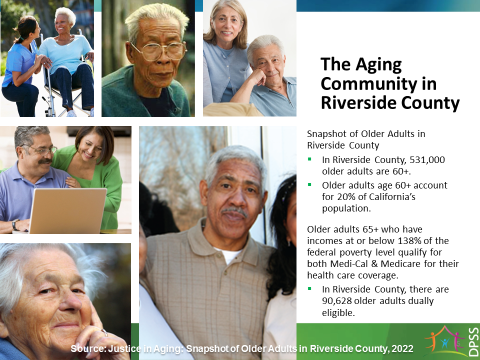 The Aging
Community in
Riverside County
Snapshot of Older Adults in
Riverside County
▪ In Riverside County, 531,000
older adults are 60+.
▪ Older adults age 60+ account
for 20% of California's
population.
Older adults 65+ who have
incomes at or below 138% of the
federal poverty level qualify for
both Medi-Cal & Medicare for their
health care coverage.
▪ In Riverside County, there are
90,628 older adults dually
eligible.
Source: Justice in Aging: Snapshot of Older Adults in Riverside County, 2022
DPSS